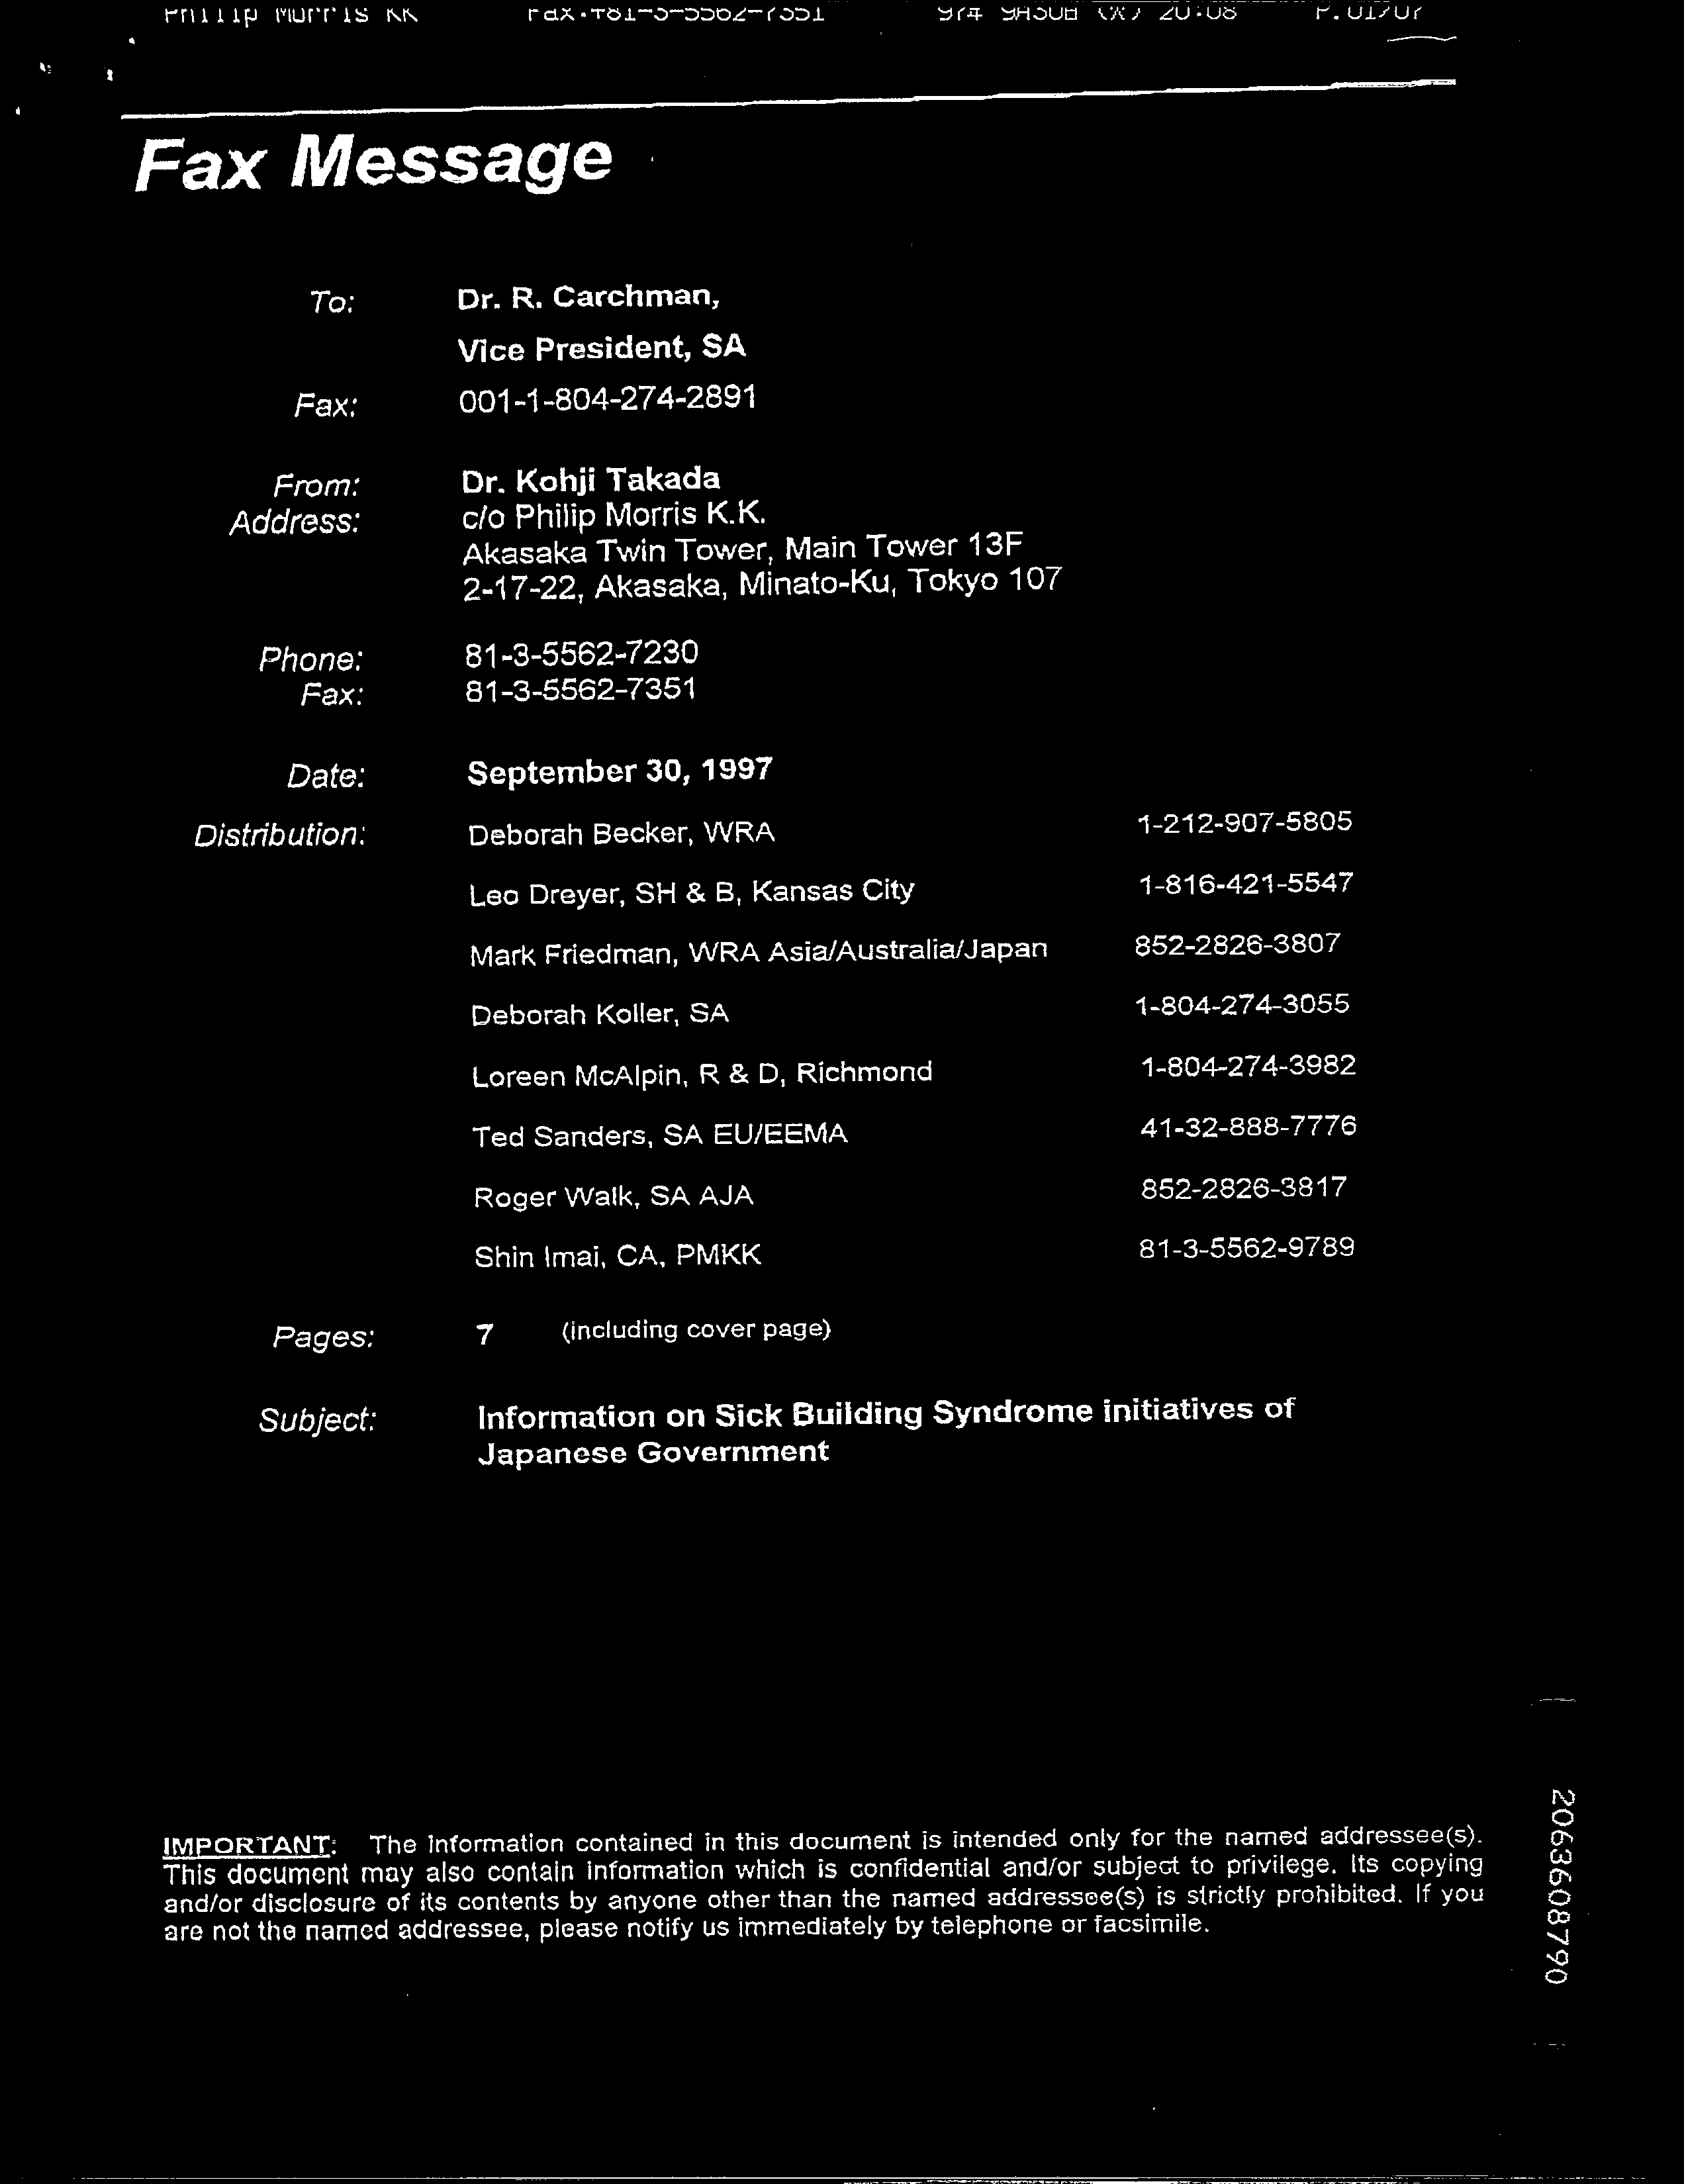 Philip Morris KK Fax:+81-3-5562-7351 P.01/07
Fax Message
To: Dr. R. Carchman,
Vice President, SA
Fax: 001-1-804-274-2891
From: Dr. Kohji Takada
Address: c/o Philip Morris K.K.
Akasaka Twin Tower, Main Tower 13F
2-17-22, Akasaka, Minato-Ku, Tokyo 107
Phone: 81-3-5562-7230
Fax: 81-3-5562-7351
Date: September 30, 1997
Distribution: Deborah Becker, WRA 1-212-907-5805
Leo Dreyer, SH & B, Kansas City 1-816-421-5547
Mark Friedman, WRA Asia/Australia/Japan 852-2826-3807
Deborah Koller, SA 1-804-274-3055
Loreen McAlpin, R & D, Richmond 1-804-274-3982
Ted Sanders, SA EU/EEMA 41-32-888-7776
Roger Walk, SA AJA 852-2826-3817
Shin Imai, CA, PMKK 81-3-5562-9789
Pages: 7 (including cover page)
Subject: Information on Sick Building Syndrome initiatives of
Japanese Government
IMPORTANT: The information contained in this document is intended only for the named addressee(s).
This document may also contain information which is confidential and/or subject to privilege. Its copying
and/or disclosure of its contents by anyone other than the named addressee(s) is strictly prohibited. If you
are not the named addressee, please notify us immediately by telephone or facsimile.
2063608790